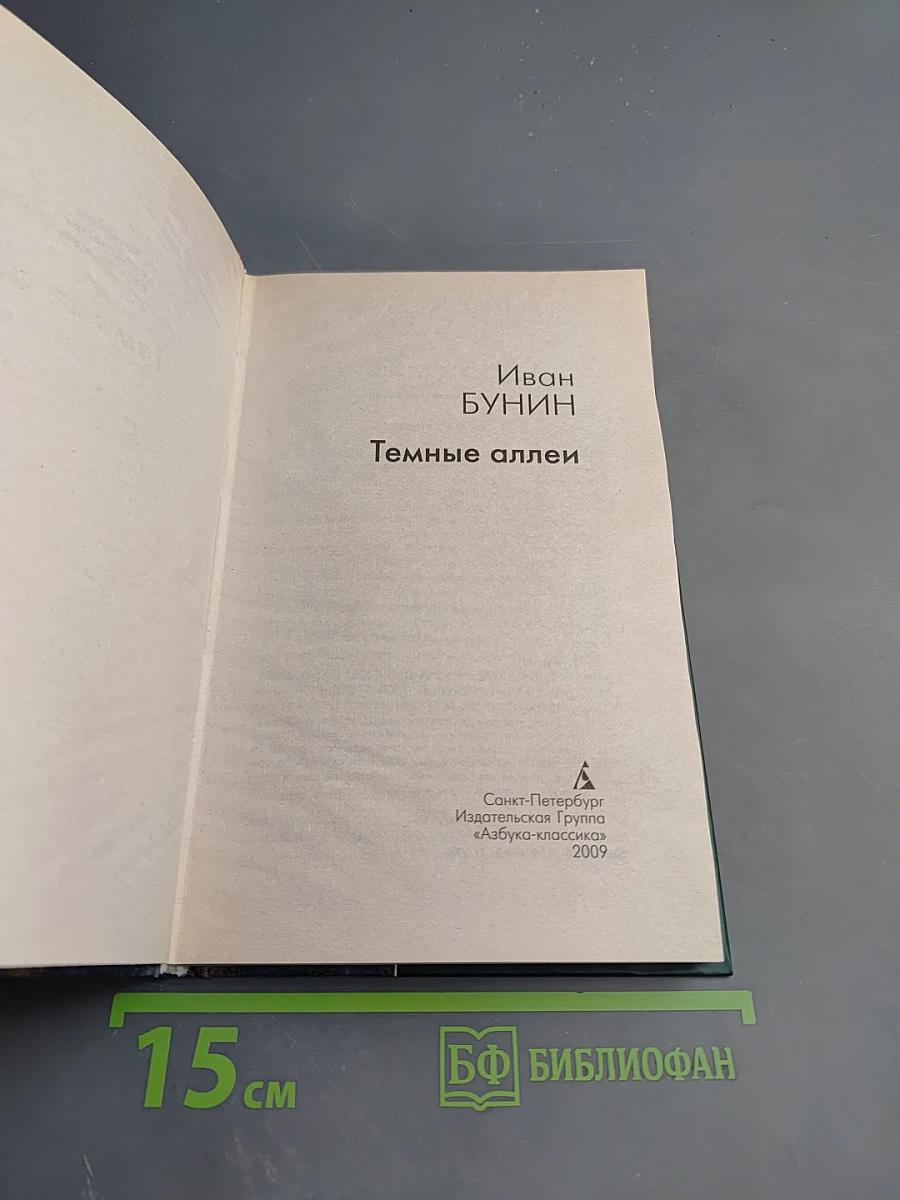 Иван
БУНИН
Темные аллеи
Санкт-Петербург
Издательская Группа
«Азбука-классика»
2009
15 см
БФ БИБЛИОФАН